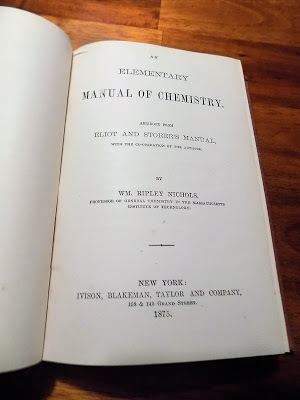 AN
ELEMENTARY
MANUAL OF CHEMISTRY,
ABRIDGED FROM
ELIOT AND STORER'S MANUAL,
WITH THE CO-OPERATION OF THE AUTHORS,
BY
WM. RIPLEY NICHOLS,
PROFESSOR OF GENERAL CHEMISTRY IN THE MASSACHUSETTS
INSTITUTE OF TECHNOLOGY.
NEW YORK:
IVISON, BLAKEMAN, TAYLOR AND COMPANY,
138 & 140 GRAND STREET.
1875.